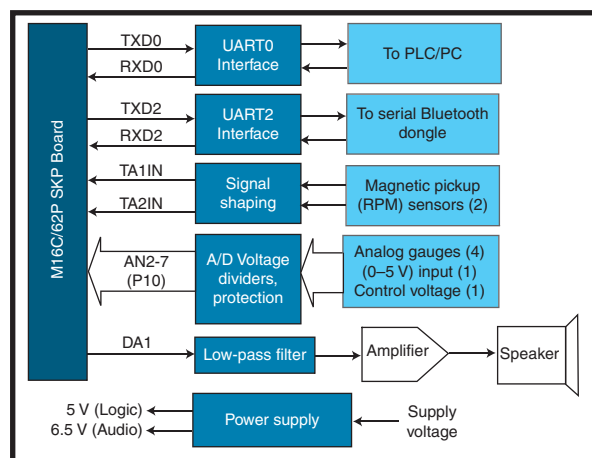 M16C/62P SKP Board
TXD0
RXD0
UART0
Interface
To PLC/PC
TXD2
RXD2
UART2
Interface
To serial Bluetooth
dongle
TA1IN
TA2IN
Signal
shaping
Magnetic pickup
(RPM) sensors (2)
AN2-7
(P10)
A/D Voltage
dividers,
protection
Analog gauges (4)
(0–5 V) input (1)
Control voltage (1)
DA1
Low-pass filter
Amplifier
Speaker
5 V (Logic)
6.5 V (Audio)
Power supply
Supply
voltage